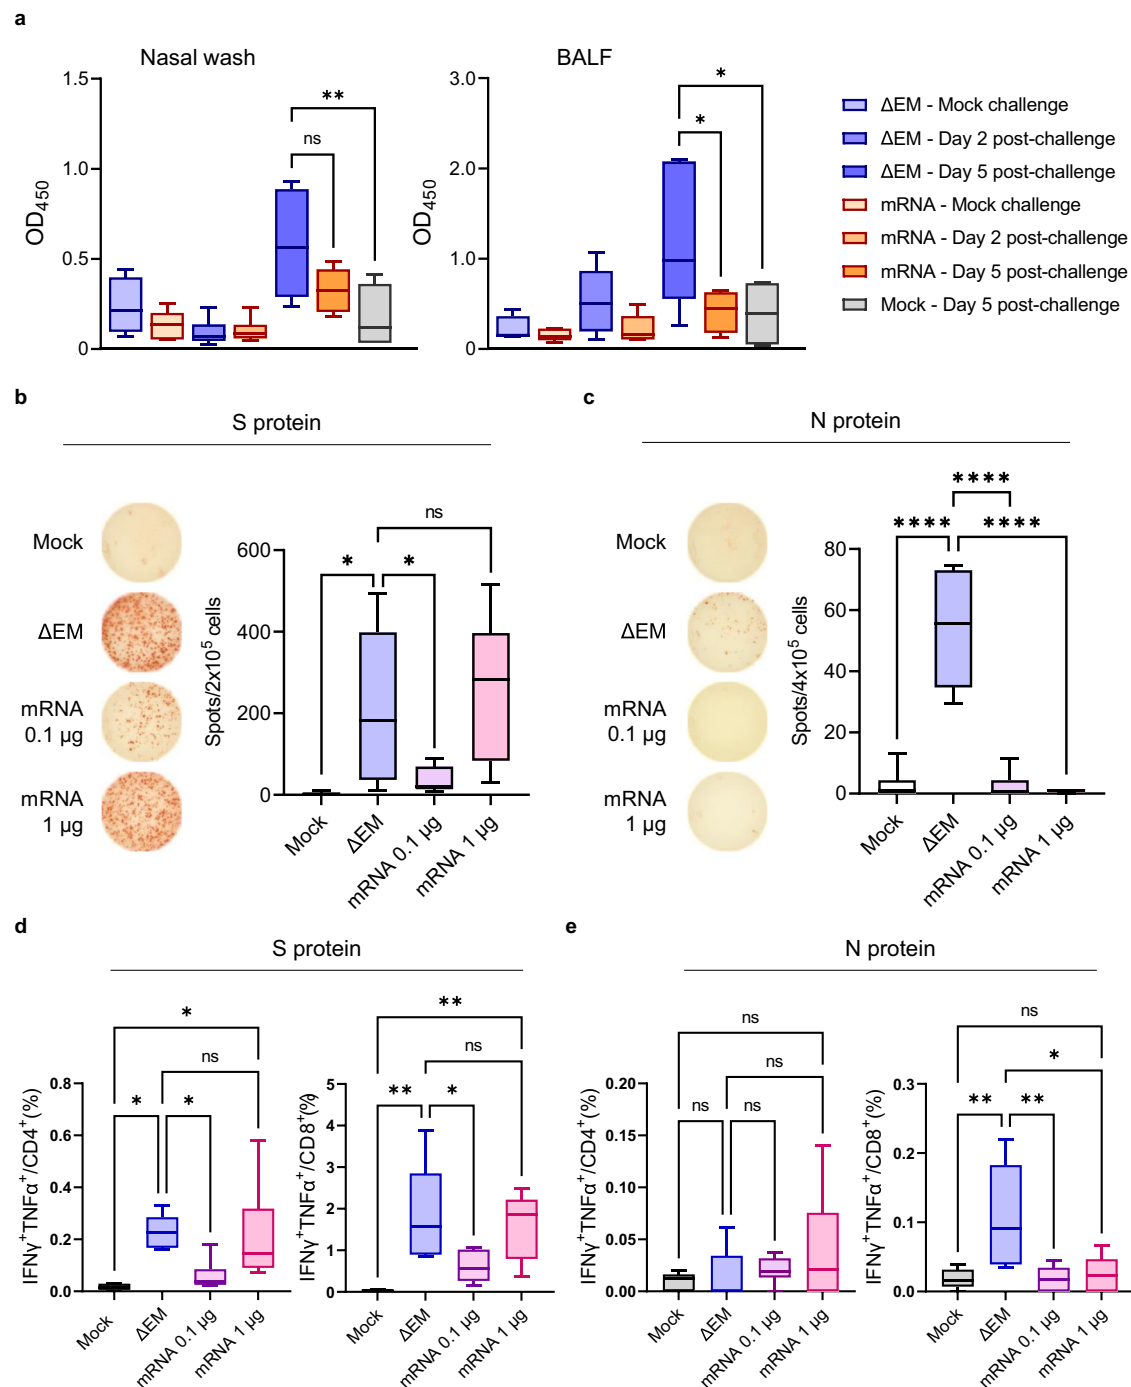 a
Nasal wash
BALF
1.5
1.0
0.5
0
OD450
**
ns
3.0
2.0
1.0
0
OD450
*
*
ΔEM - Mock challenge
ΔEM - Day 2 post-challenge
ΔEM - Day 5 post-challenge
mRNA - Mock challenge
mRNA - Day 2 post-challenge
mRNA - Day 5 post-challenge
Mock - Day 5 post-challenge
b
S protein
Mock
ΔEM
mRNA
0.1 µg
mRNA
1 µg
600
400
200
0
Spots/2x10⁵ cells
ns
*
*
Mock
ΔEM
mRNA 0.1 µg
mRNA 1 µg
c
N protein
Mock
ΔEM
mRNA
0.1 µg
mRNA
1 µg
80
60
40
20
0
Spots/4x10⁵ cells
****
****
****
Mock
ΔEM
mRNA 0.1 µg
mRNA 1 µg
d
S protein
0.8
0.6
0.4
0.2
0.0
IFNγ⁺TNFα⁺/CD4⁺(%)
*
ns
*
*
Mock
ΔEM
mRNA 0.1 µg
mRNA 1 µg
5
4
3
2
1
0
IFNγ⁺TNFα⁺/CD8⁺(%)
**
ns
**
*
Mock
ΔEM
mRNA 0.1 µg
mRNA 1 µg
e
N protein
0.20
0.15
0.10
0.05
0.00
IFNγ⁺TNFα⁺/CD4⁺(%)
ns
ns
ns
ns
Mock
ΔEM
mRNA 0.1 µg
mRNA 1 µg
0.3
0.2
0.1
0.0
IFNγ⁺TNFα⁺/CD8⁺(%)
ns
*
**
**
Mock
ΔEM
mRNA 0.1 µg
mRNA 1 µg